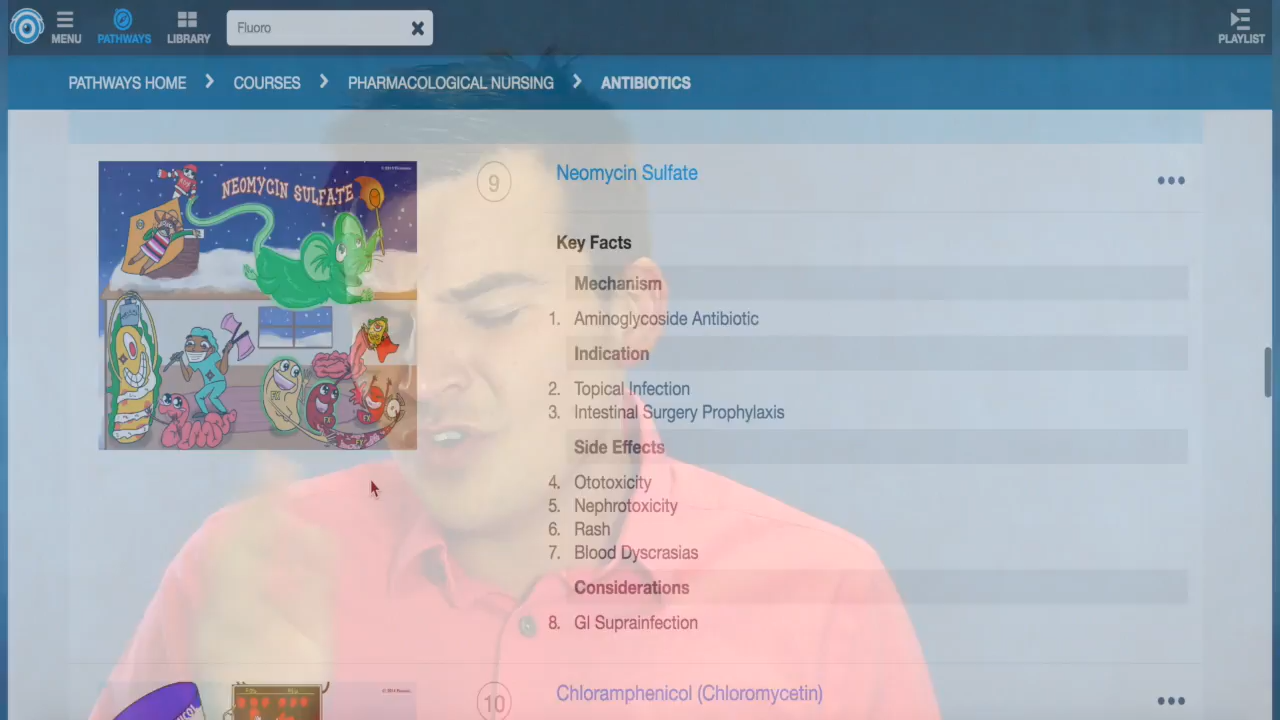 MENU
PATHWAYS
LIBRARY
Fluoro
PLAYLIST
PATHWAYS HOME
COURSES
PHARMACOLOGICAL NURSING
ANTIBIOTICS
NEOMYCIN SULFATE
9
Neomycin Sulfate
Key Facts
Mechanism
1. Aminoglycoside Antibiotic
Indication
2. Topical Infection
3. Intestinal Surgery Prophylaxis
Side Effects
4. Ototoxicity
5. Nephrotoxicity
6. Rash
7. Blood Dyscrasias
Considerations
8. GI Suprainfection
10
Chloramphenicol (Chloromycetin)